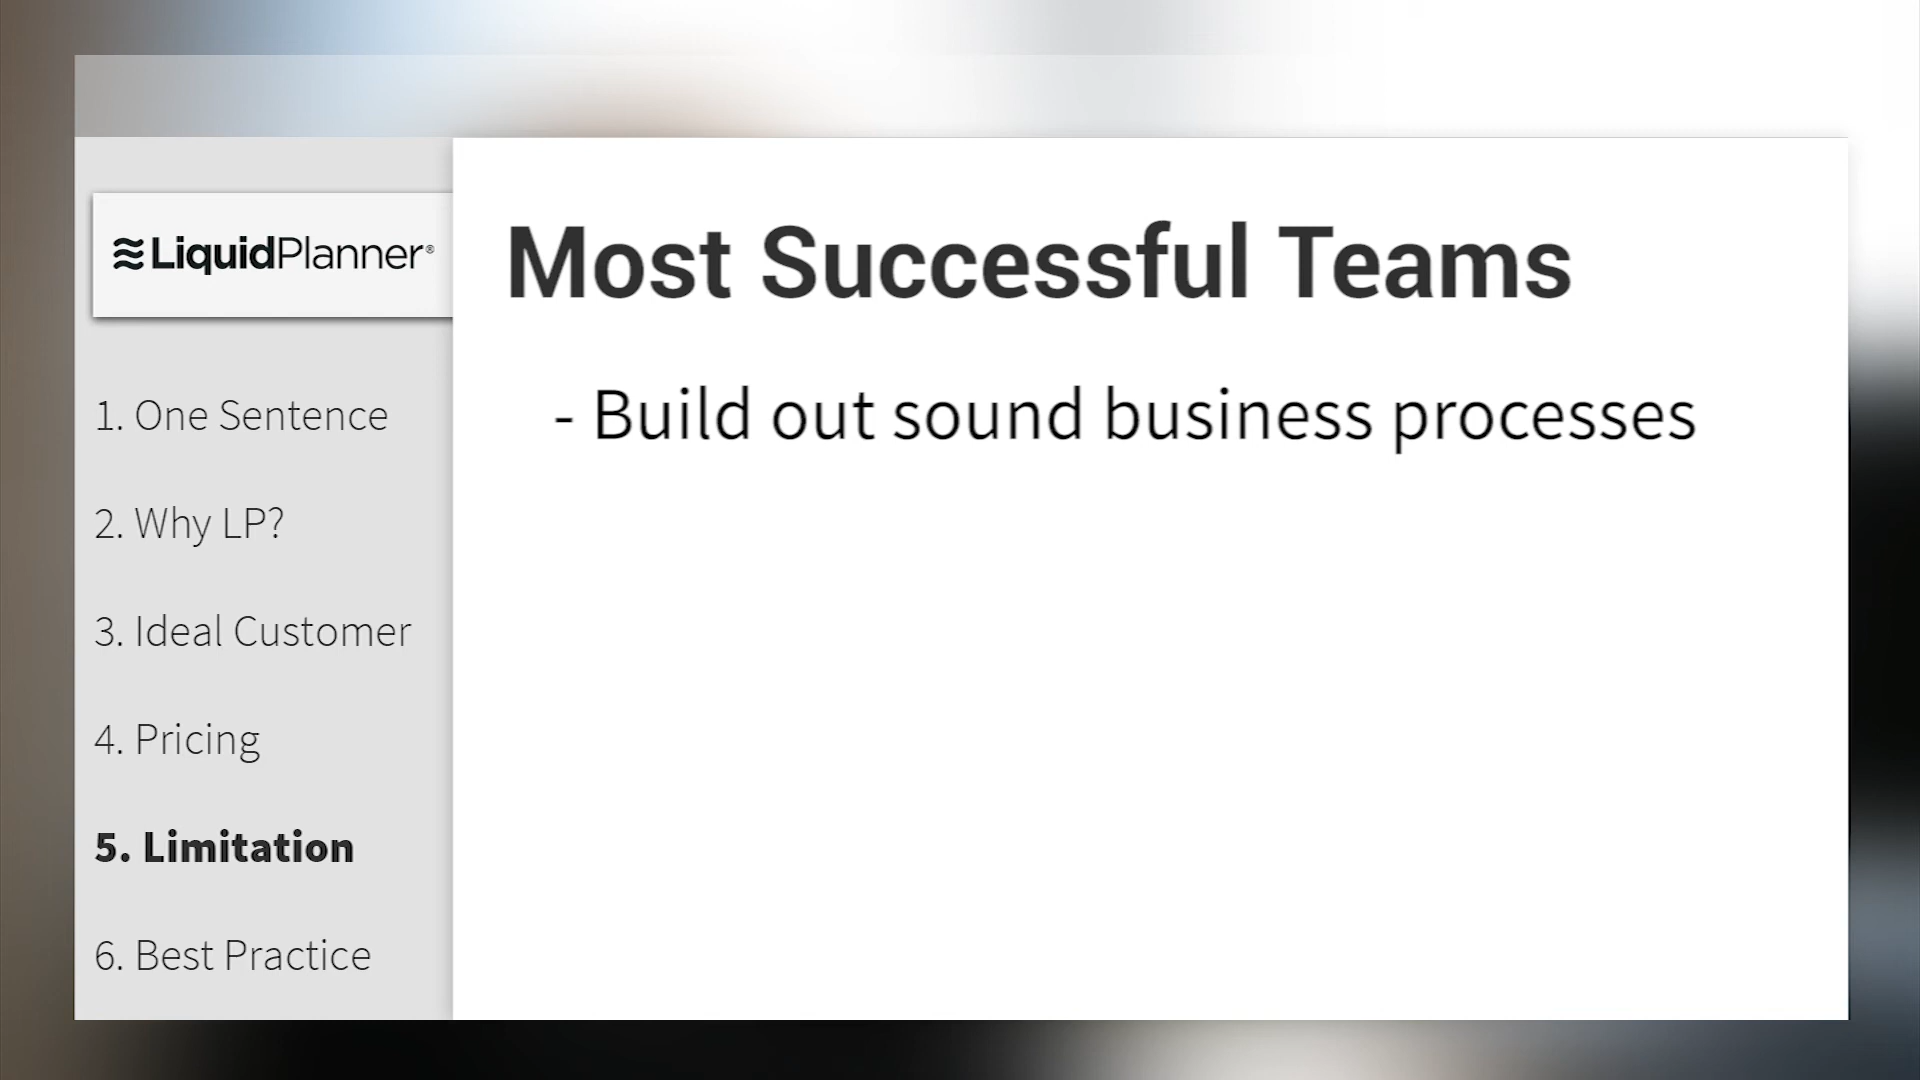 LiquidPlanner®
1. One Sentence
2. Why LP?
3. Ideal Customer
4. Pricing
5. Limitation
6. Best Practice
Most Successful Teams
- Build out sound business processes